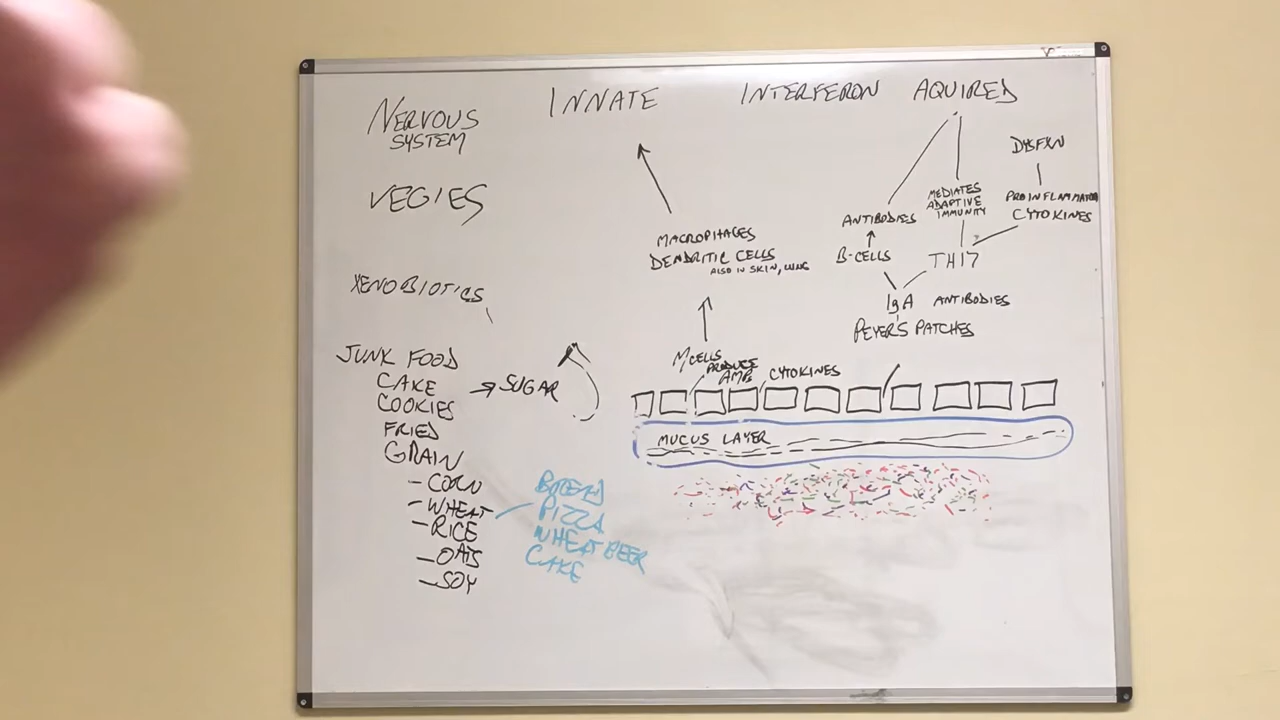 NERVOUS
SYSTEM
VEGIES
XENOBIOTICS
JUNK FOOD
CAKE
COOKIES
FRIED
GRAIN
- CORN
- WHEAT
- RICE
- OATS
- SOY
→ SUGAR
BREAD
PIZZA
WHEAT BEER
CAKE
INNATE
MACROPHAGES
DENDRITIC CELLS
ALSO IN SKIN, LUNG
M CELLS
PRODUCE
AMPs
CYTOKINES
MUCUS LAYER
INTERFERON
AQUIRED
ANTIBODIES
B-CELLS
MEDIATES
ADAPTIVE
IMMUNITY
TH17
IgA ANTIBODIES
PEYER'S PATCHES
DYSFXN
PROINFLAMMATORY
CYTOKINES